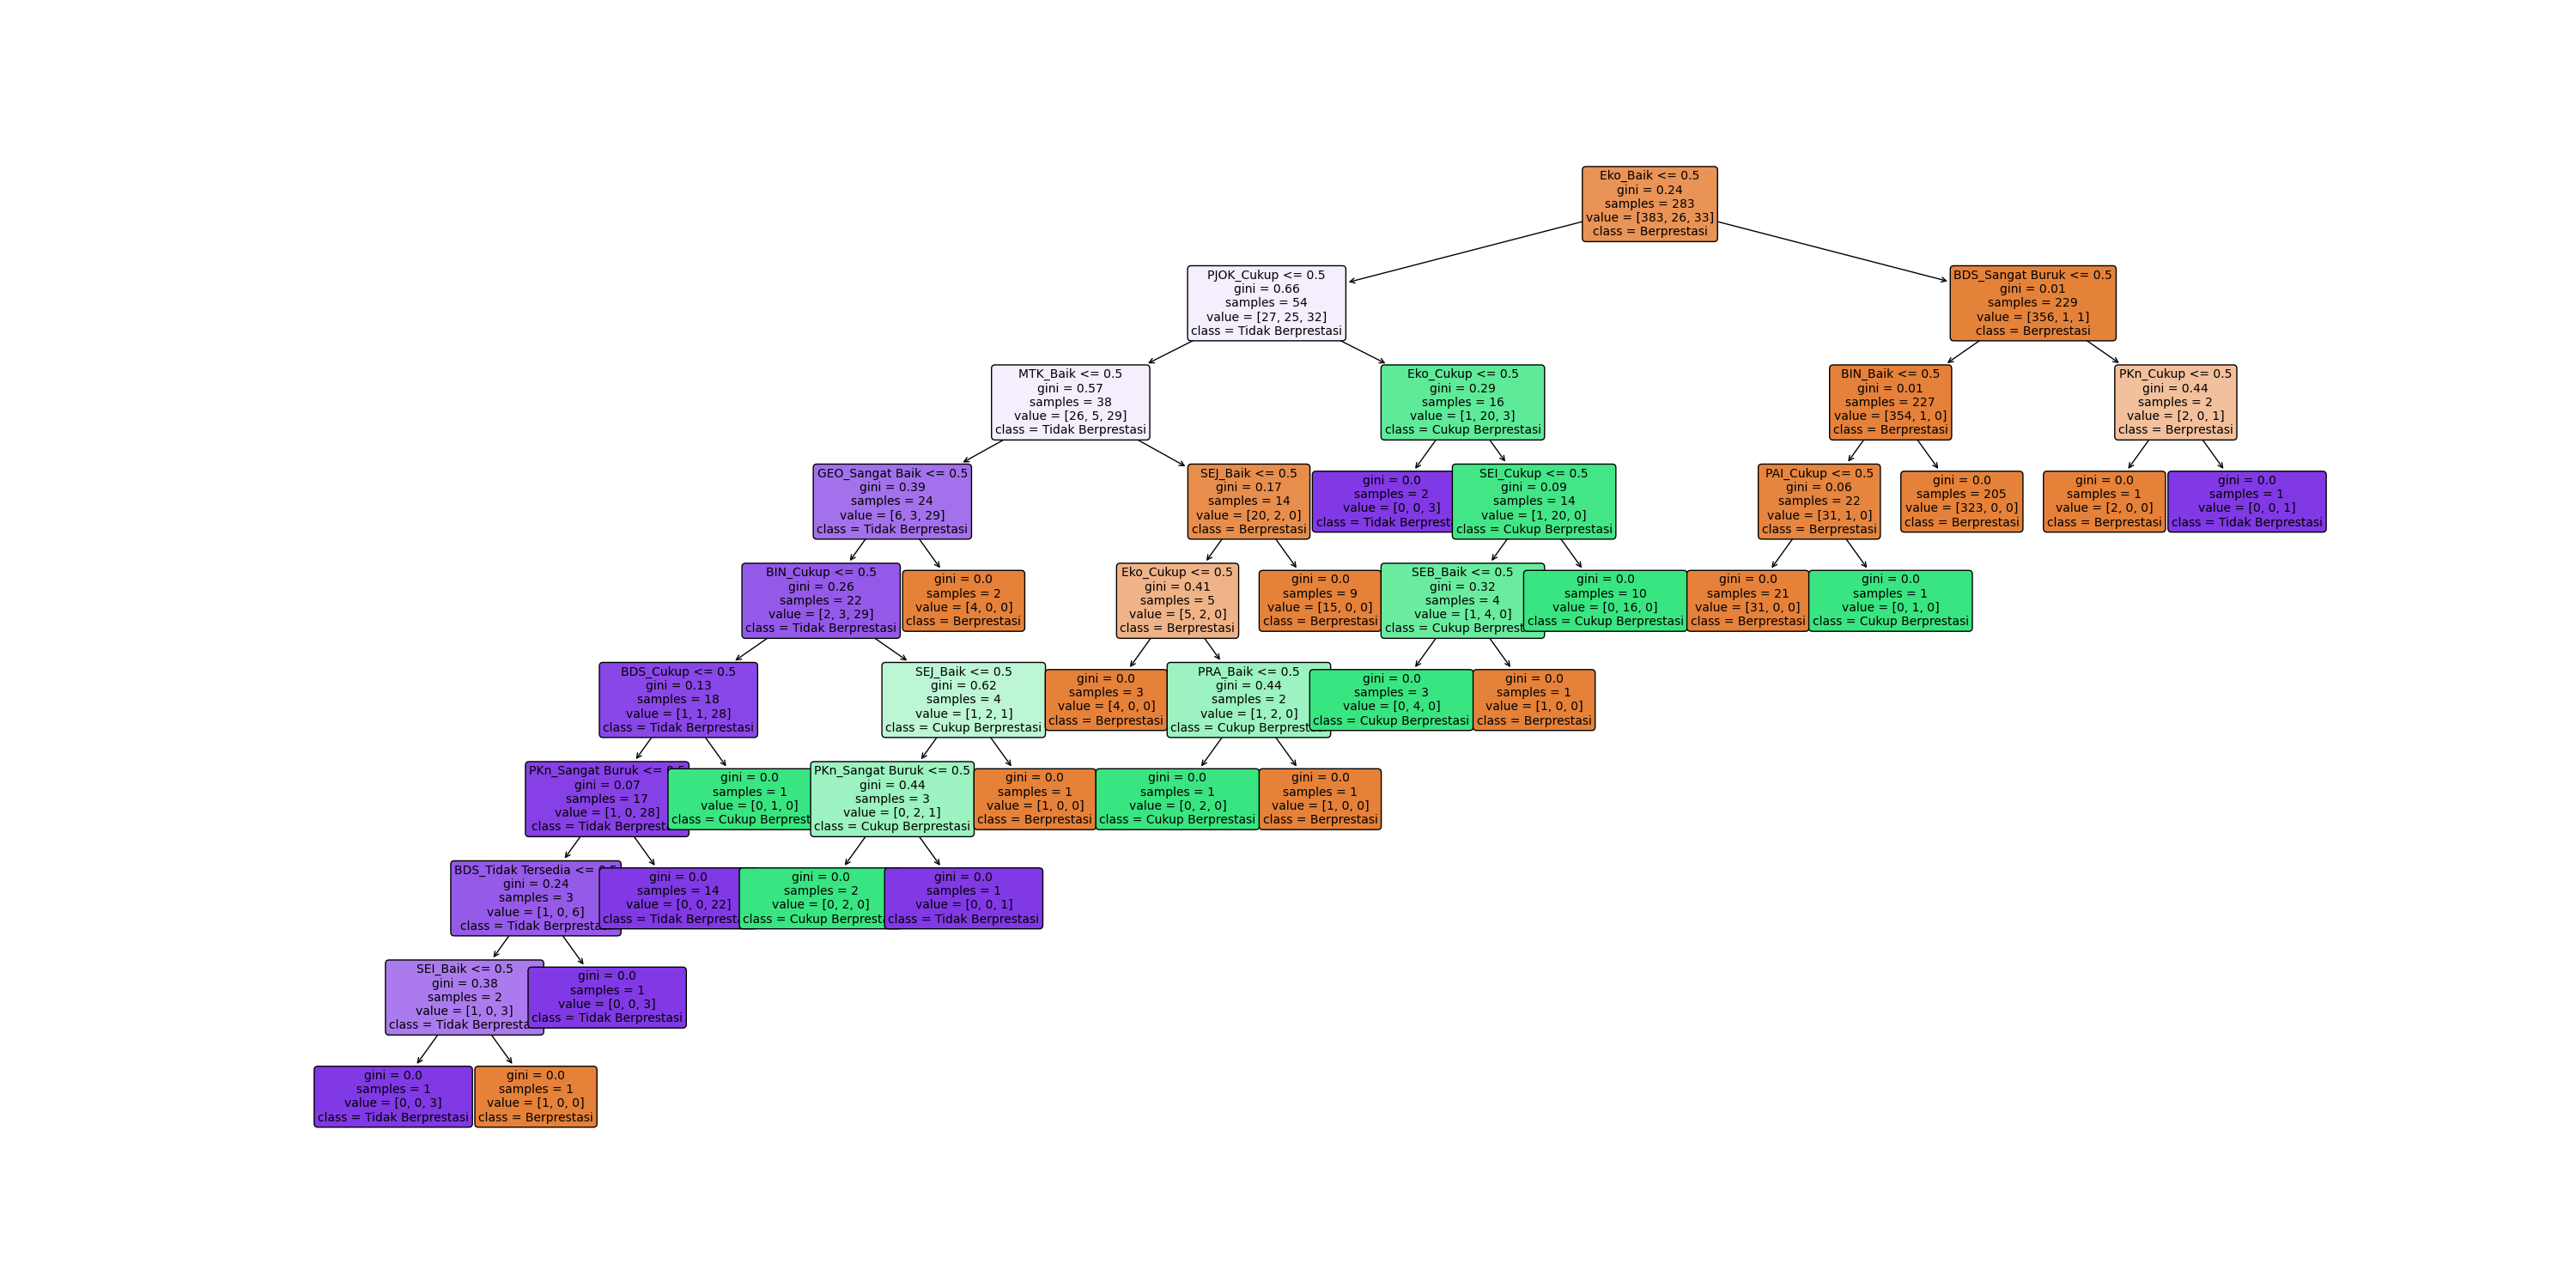 Eko_Baik <= 0.5
gini = 0.24
samples = 283
value = [383, 26, 33]
class = Berprestasi
PJOK_Cukup <= 0.5
gini = 0.66
samples = 54
value = [27, 25, 32]
class = Tidak Berprestasi
BDS_Sangat Buruk <= 0.5
gini = 0.01
samples = 229
value = [356, 1, 1]
class = Berprestasi
MTK_Baik <= 0.5
gini = 0.57
samples = 38
value = [26, 5, 29]
class = Tidak Berprestasi
Eko_Cukup <= 0.5
gini = 0.29
samples = 16
value = [1, 20, 3]
class = Cukup Berprestasi
BIN_Baik <= 0.5
gini = 0.01
samples = 227
value = [354, 1, 0]
class = Berprestasi
PKn_Cukup <= 0.5
gini = 0.44
samples = 2
value = [2, 0, 1]
class = Berprestasi
GEO_Sangat Baik <= 0.5
gini = 0.39
samples = 24
value = [6, 3, 29]
class = Tidak Berprestasi
SEJ_Baik <= 0.5
gini = 0.17
samples = 14
value = [20, 2, 0]
class = Berprestasi
gini = 0.0
samples = 2
value = [0, 0, 3]
class = Tidak Berprest
SEI_Cukup <= 0.5
gini = 0.09
samples = 14
value = [1, 20, 0]
class = Cukup Berprestasi
PAI_Cukup <= 0.5
gini = 0.06
samples = 22
value = [31, 1, 0]
class = Berprestasi
gini = 0.0
samples = 205
value = [323, 0, 0]
class = Berprestasi
gini = 0.0
samples = 1
value = [2, 0, 0]
class = Berprestasi
gini = 0.0
samples = 1
value = [0, 0, 1]
class = Tidak Berprestasi
BIN_Cukup <= 0.5
gini = 0.26
samples = 22
value = [2, 3, 29]
class = Tidak Berprestasi
gini = 0.0
samples = 2
value = [4, 0, 0]
class = Berprestasi
Eko_Cukup <= 0.5
gini = 0.41
samples = 5
value = [5, 2, 0]
class = Berprestasi
gini = 0.0
samples = 9
value = [15, 0, 0]
class = Berprestasi
SEB_Baik <= 0.5
gini = 0.32
samples = 4
value = [1, 4, 0]
class = Cukup Berprest
gini = 0.0
samples = 10
value = [0, 16, 0]
class = Cukup Berprestasi
gini = 0.0
samples = 21
value = [31, 0, 0]
class = Berprestasi
gini = 0.0
samples = 1
value = [0, 1, 0]
class = Cukup Berprestasi
BDS_Cukup <= 0.5
gini = 0.13
samples = 18
value = [1, 1, 28]
class = Tidak Berprestasi
SEJ_Baik <= 0.5
gini = 0.62
samples = 4
value = [1, 2, 1]
class = Cukup Berprestasi
gini = 0.0
samples = 3
value = [4, 0, 0]
class = Berprestasi
PRA_Baik <= 0.5
gini = 0.44
samples = 2
value = [1, 2, 0]
class = Cukup Berprest
gini = 0.0
samples = 3
value = [0, 4, 0]
class = Cukup Berprestasi
gini = 0.0
samples = 1
value = [1, 0, 0]
class = Berprestasi
PKn_Sangat Buruk <=
gini = 0.07
samples = 17
value = [1, 0, 28]
class = Tidak Berprest
gini = 0.0
samples = 1
value = [0, 1, 0]
class = Cukup Berprest
PKn_Sangat Buruk <= 0.5
gini = 0.44
samples = 3
value = [0, 2, 1]
class = Cukup Berprestasi
gini = 0.0
samples = 1
value = [1, 0, 0]
class = Berprestasi
gini = 0.0
samples = 1
value = [0, 2, 0]
class = Cukup Berprestasi
gini = 0.0
samples = 1
value = [1, 0, 0]
class = Berprestasi
BDS_Tidak Tersedia <=
gini = 0.24
samples = 3
value = [1, 0, 6]
class = Tidak Berpresta
gini = 0.0
samples = 14
value = [0, 0, 22]
class = Tidak Berprest
gini = 0.0
samples = 2
value = [0, 2, 0]
class = Cukup Berprest
gini = 0.0
samples = 1
value = [0, 0, 1]
class = Tidak Berprestasi
SEI_Baik <= 0.5
gini = 0.38
samples = 2
value = [1, 0, 3]
class = Tidak Berpresta
gini = 0.0
samples = 1
value = [0, 0, 3]
class = Tidak Berprestasi
gini = 0.0
samples = 1
value = [0, 0, 3]
class = Tidak Berprestasi
gini = 0.0
samples = 1
value = [1, 0, 0]
class = Berprestasi